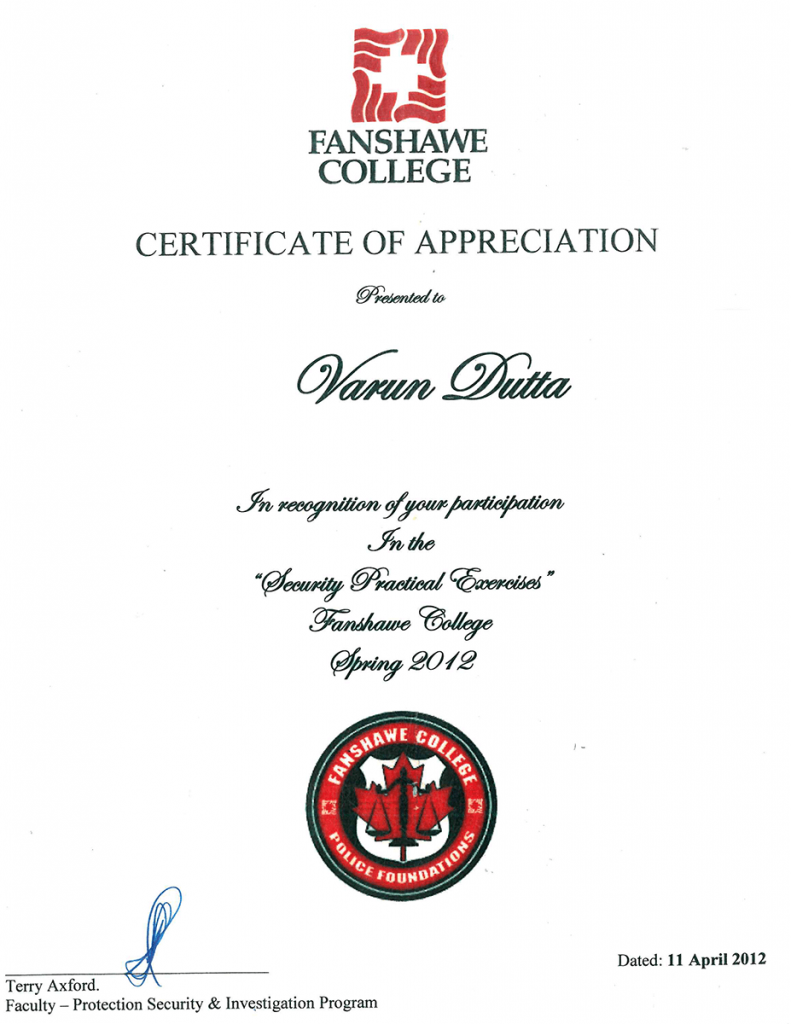 FANSHAWE
COLLEGE
CERTIFICATE OF APPRECIATION
Presented to
Varun Dutta
In recognition of your participation
In the
“Security Practical Exercises”
Fanshawe College
Spring 2012
FANSHAWE COLLEGE
POLICE FOUNDATIONS
Dated: 11 April 2012
Terry Axford.
Faculty – Protection Security & Investigation Program